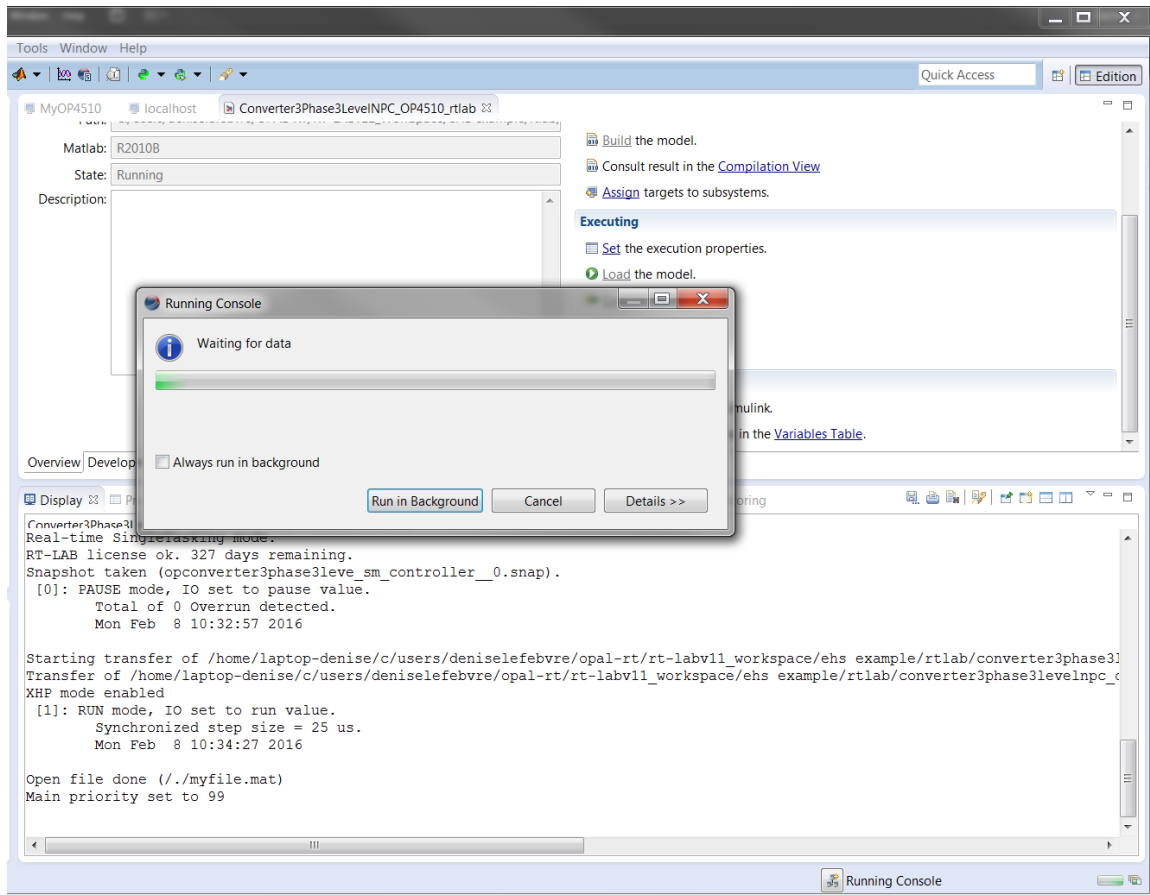 Tools Window Help
Quick Access
Edition
MyOP4510 localhost Converter3Phase3LevelNPC_OP4510_rtlab
Matlab: R2010B
State: Running
Description:
Build the model.
Consult result in the Compilation View
Assign targets to subsystems.
Executing
Set the execution properties.
Load the model.
Running Console
Waiting for data
Always run in background
Run in Background Cancel Details >>
in the Variables Table.
Overview
Display
Real-time SingleTasking mode.
RT-LAB license ok. 327 days remaining.
Snapshot taken (opconverter3phase3leve_sm_controller__0.snap).
[0]: PAUSE mode, IO set to pause value.
Total of 0 Overrun detected.
Mon Feb 8 10:32:57 2016
Starting transfer of /home/laptop-denise/c/users/deniselefebvre/opal-rt/rt-labv11_workspace/ehs example/rtlab/converter3phase3l
Transfer of /home/laptop-denise/c/users/deniselefebvre/opal-rt/rt-labv11_workspace/ehs example/rtlab/converter3phase3levelnpc_o
XHP mode enabled
[1]: RUN mode, IO set to run value.
Synchronized step size = 25 us.
Mon Feb 8 10:34:27 2016
Open file done (/./myfile.mat)
Main priority set to 99
Running Console